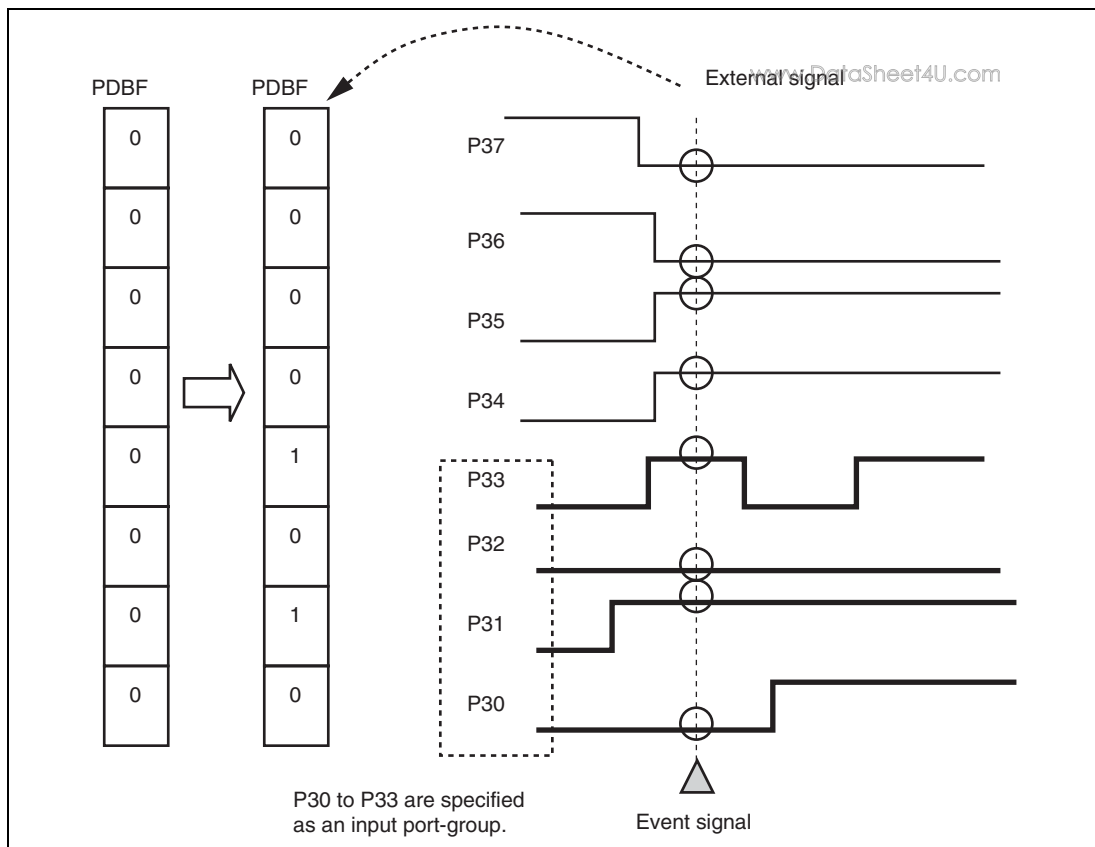 www.DataSheet4U.com
External signal
PDBF
PDBF
0
0
P37
0
0
P36
0
0
P35
0
0
P34
0
1
P33
0
0
P32
0
1
P31
0
0
P30
P30 to P33 are specified
as an input port-group.
Event signal